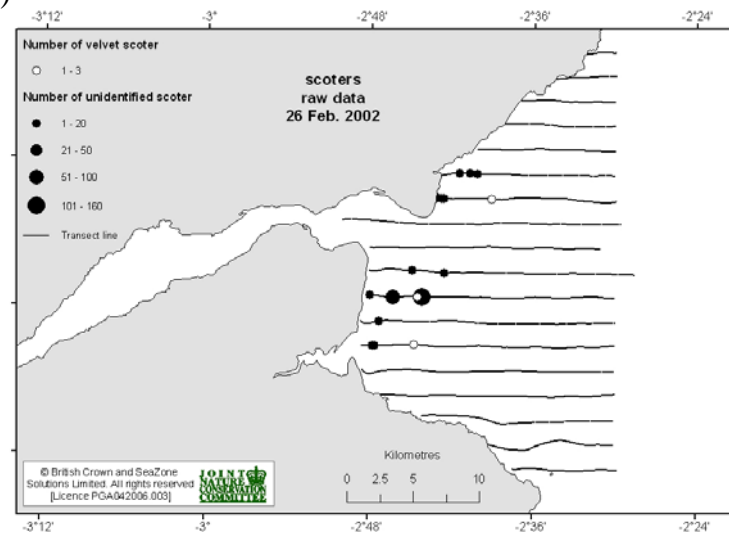 )
-3°12'
-3°
-2°48'
-2°36'
-2°24'
Number of velvet scoter
1 - 3
Number of unidentified scoter
1 - 20
21 - 50
51 - 100
101 - 160
Transect line
scoters
raw data
26 Feb. 2002
© British Crown and SeaZone
Solutions Limited. All rights reserved
[Licence PGA042006.003]
JOINT
NATURE
CONSERVATION
COMMITTEE
Kilometres
0 2.5 5 10
-3°12'
-3°
-2°48'
-2°36'
-2°24'